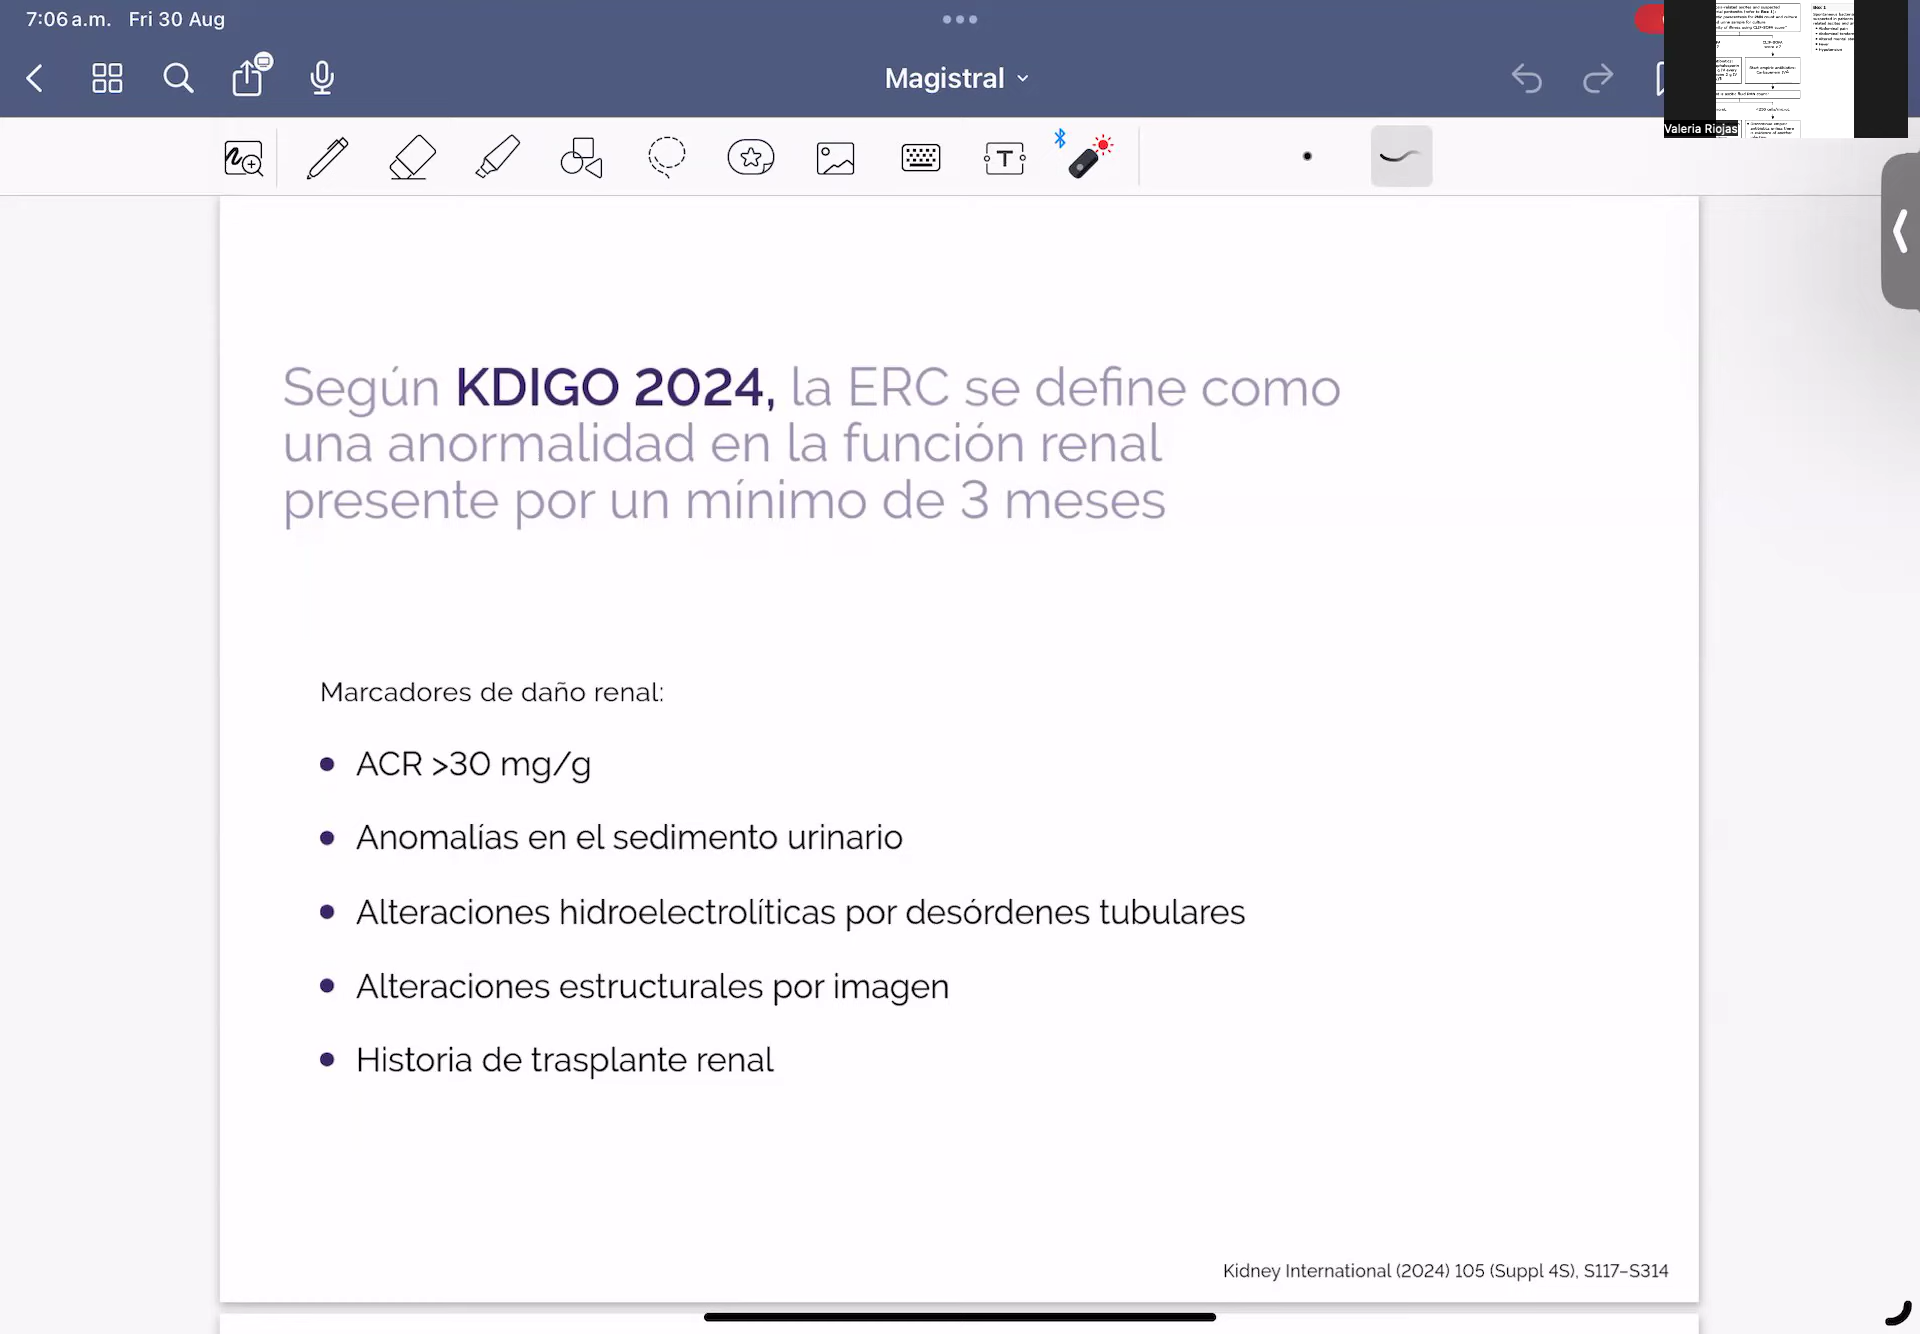 7:06 a.m. Fri 30 Aug
Magistral
Box 1
Valeria Riojas
T
Según KDIGO 2024, la ERC se define como
una anormalidad en la función renal
presente por un mínimo de 3 meses
Marcadores de daño renal:
ACR >30 mg/g
Anomalías en el sedimento urinario
Alteraciones hidroelectrolíticas por desórdenes tubulares
Alteraciones estructurales por imagen
Historia de trasplante renal
Kidney International (2024) 105 (Suppl 4S), S117–S314